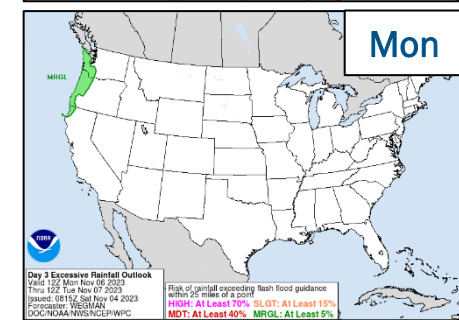 Mon
MRGL
NOAA
Day 3 Excessive Rainfall Outlook
Valid 12Z Mon Nov 06 2023
Thru 12Z Tue Nov 07 2023
Issued: 0815Z Sat Nov 04 2023
Forecaster: WEGMAN
DOC/NOAA/NWS/NCEP/WPC
Risk of rainfall exceeding flash flood guidance
within 25 miles of a point
HIGH: At Least 70% SLGT: At Least 15%
MDT: At Least 40% MRGL: At Least 5%